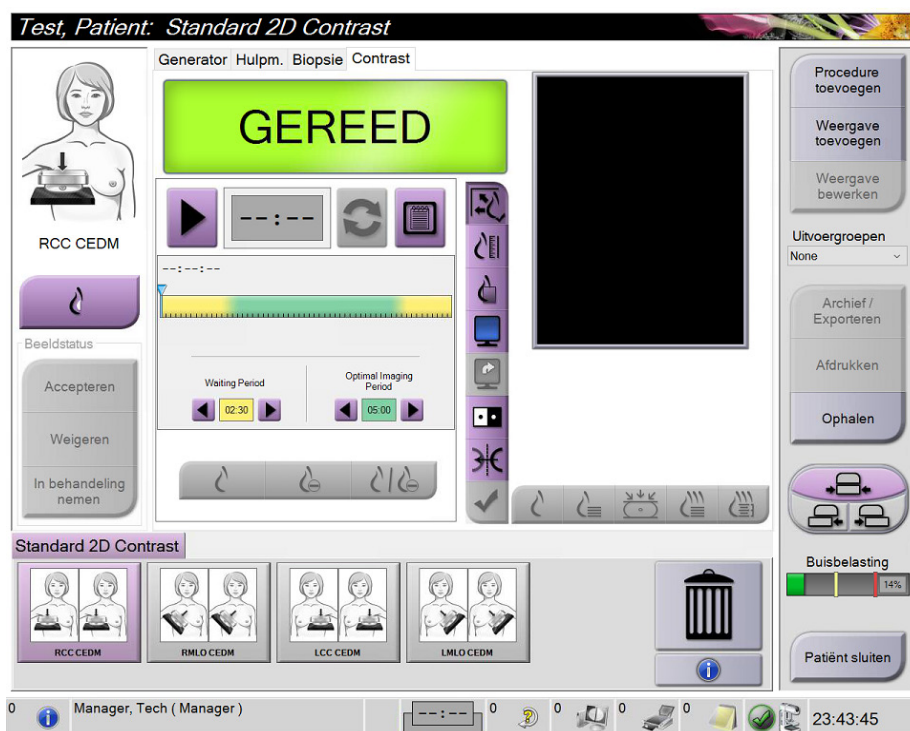 Test, Patient: Standard 2D Contrast
Generator Hulpm. Biopsie Contrast
GEREED
--:--
RCC CEDM
--:--:--
Waiting Period
02:30
Optimal Imaging
Period
05:00
Beeldstatus
Accepteren
Weigeren
In behandeling
nemen
Procedure
toevoegen
Weergave
toevoegen
Weergave
bewerken
Uitvoergroepen
None
Archief /
Exporteren
Afdrukken
Ophalen
Buisbelasting
14%
Patiënt sluiten
Standard 2D Contrast
RCC CEDM
RMLO CEDM
LCC CEDM
LMLO CEDM
0
Manager, Tech ( Manager )
--:--
0
0
0
0
23:43:45